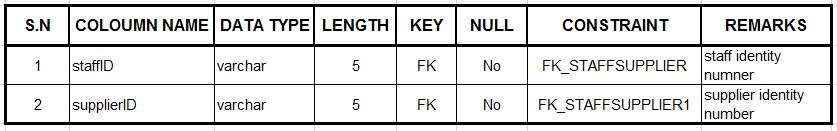 S.N COLOUMN NAME DATA TYPE LENGTH KEY NULL CONSTRAINT REMARKS
1 staffID varchar 5 FK No FK_STAFFSUPPLIER staff identity
numner
2 supplierID varchar 5 FK No FK_STAFFSUPPLIER1 supplier identity
number